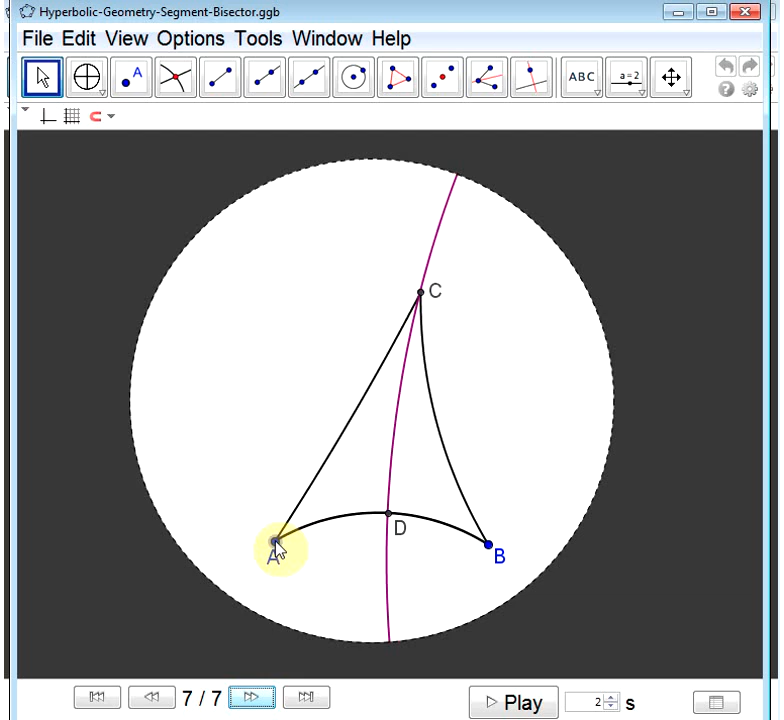 Hyperbolic-Geometry-Segment-Bisector.ggb
File Edit View Options Tools Window Help
A ABC a=2
C
D
A
B
7 / 7 Play 2 s